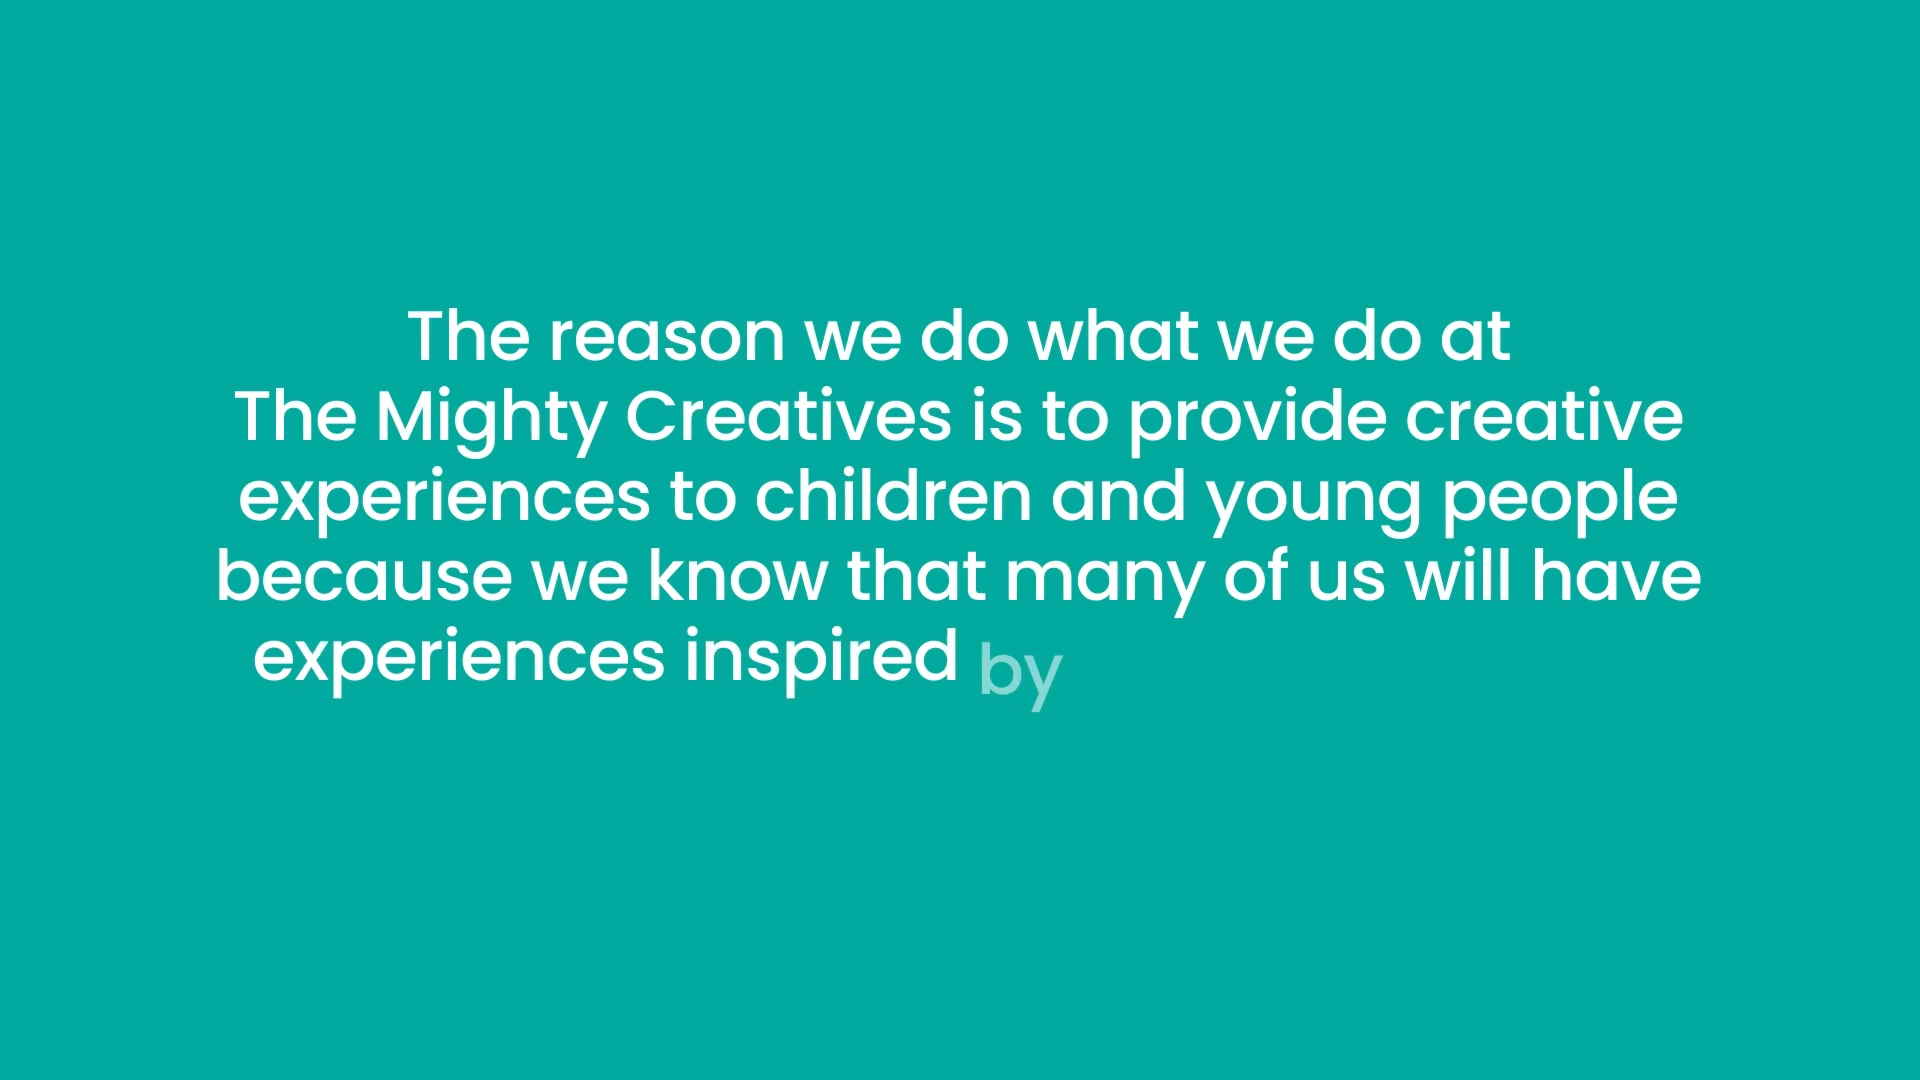 The reason we do what we do at
The Mighty Creatives is to provide creative
experiences to children and young people
because we know that many of us will have
experiences inspired by